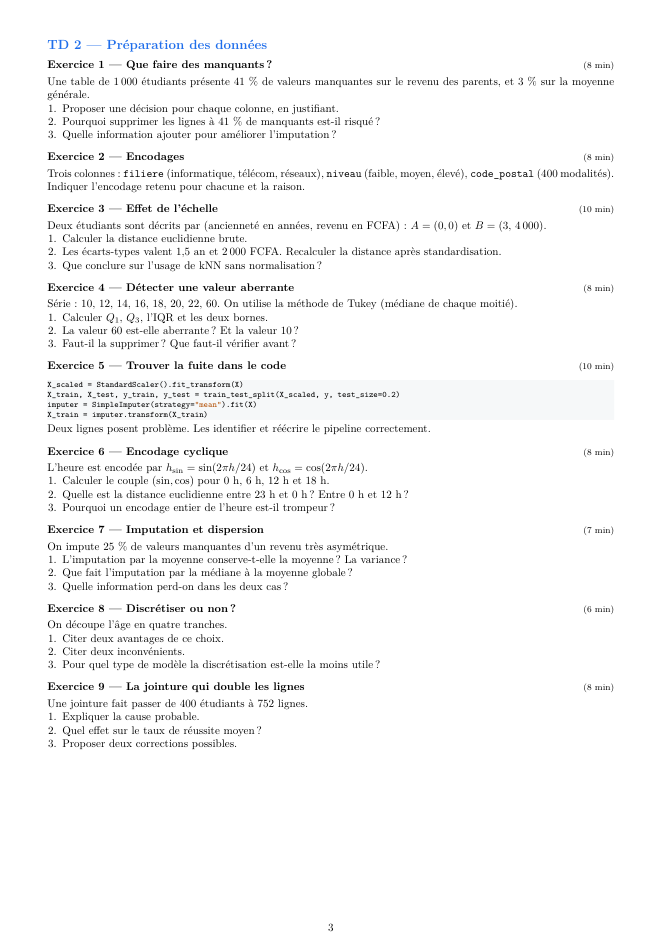 TD 2 — Préparation des données
Exercice 1 — Que faire des manquants ? (8 min)
Une table de 1 000 étudiants présente 41 % de valeurs manquantes sur le revenu des parents, et 3 % sur la moyenne
générale.
1. Proposer une décision pour chaque colonne, en justifiant.
2. Pourquoi supprimer les lignes à 41 % de manquants est-il risqué ?
3. Quelle information ajouter pour améliorer l'imputation ?
Exercice 2 — Encodages (8 min)
Trois colonnes : filiere (informatique, télécom, réseaux), niveau (faible, moyen, élevé), code_postal (400 modalités).
Indiquer l'encodage retenu pour chacune et la raison.
Exercice 3 — Effet de l'échelle (10 min)
Deux étudiants sont décrits par (ancienneté en années, revenu en FCFA) : A = (0, 0) et B = (3, 4 000).
1. Calculer la distance euclidienne brute.
2. Les écarts-types valent 1,5 an et 2 000 FCFA. Recalculer la distance après standardisation.
3. Que conclure sur l'usage de kNN sans normalisation ?
Exercice 4 — Détecter une valeur aberrante (8 min)
Série : 10, 12, 14, 16, 18, 20, 22, 60. On utilise la méthode de Tukey (médiane de chaque moitié).
1. Calculer Q1, Q3, l'IQR et les deux bornes.
2. La valeur 60 est-elle aberrante ? Et la valeur 10 ?
3. Faut-il la supprimer ? Que faut-il vérifier avant ?
Exercice 5 — Trouver la fuite dans le code (10 min)
X_scaled = StandardScaler().fit_transform(X)
X_train, X_test, y_train, y_test = train_test_split(X_scaled, y, test_size=0.2)
imputer = SimpleImputer(strategy="mean").fit(X)
X_train = imputer.transform(X_train)
Deux lignes posent problème. Les identifier et réécrire le pipeline correctement.
Exercice 6 — Encodage cyclique (8 min)
L'heure est encodée par hsin = sin(2πh/24) et hcos = cos(2πh/24).
1. Calculer le couple (sin, cos) pour 0 h, 6 h, 12 h et 18 h.
2. Quelle est la distance euclidienne entre 23 h et 0 h ? Entre 0 h et 12 h ?
3. Pourquoi un encodage entier de l'heure est-il trompeur ?
Exercice 7 — Imputation et dispersion (7 min)
On impute 25 % de valeurs manquantes d'un revenu très asymétrique.
1. L'imputation par la moyenne conserve-t-elle la moyenne ? La variance ?
2. Que fait l'imputation par la médiane à la moyenne globale ?
3. Quelle information perd-on dans les deux cas ?
Exercice 8 — Discrétiser ou non ? (6 min)
On découpe l'âge en quatre tranches.
1. Citer deux avantages de ce choix.
2. Citer deux inconvénients.
3. Pour quel type de modèle la discrétisation est-elle la moins utile ?
Exercice 9 — La jointure qui double les lignes (8 min)
Une jointure fait passer de 400 étudiants à 752 lignes.
1. Expliquer la cause probable.
2. Quel effet sur le taux de réussite moyen ?
3. Proposer deux corrections possibles.
3